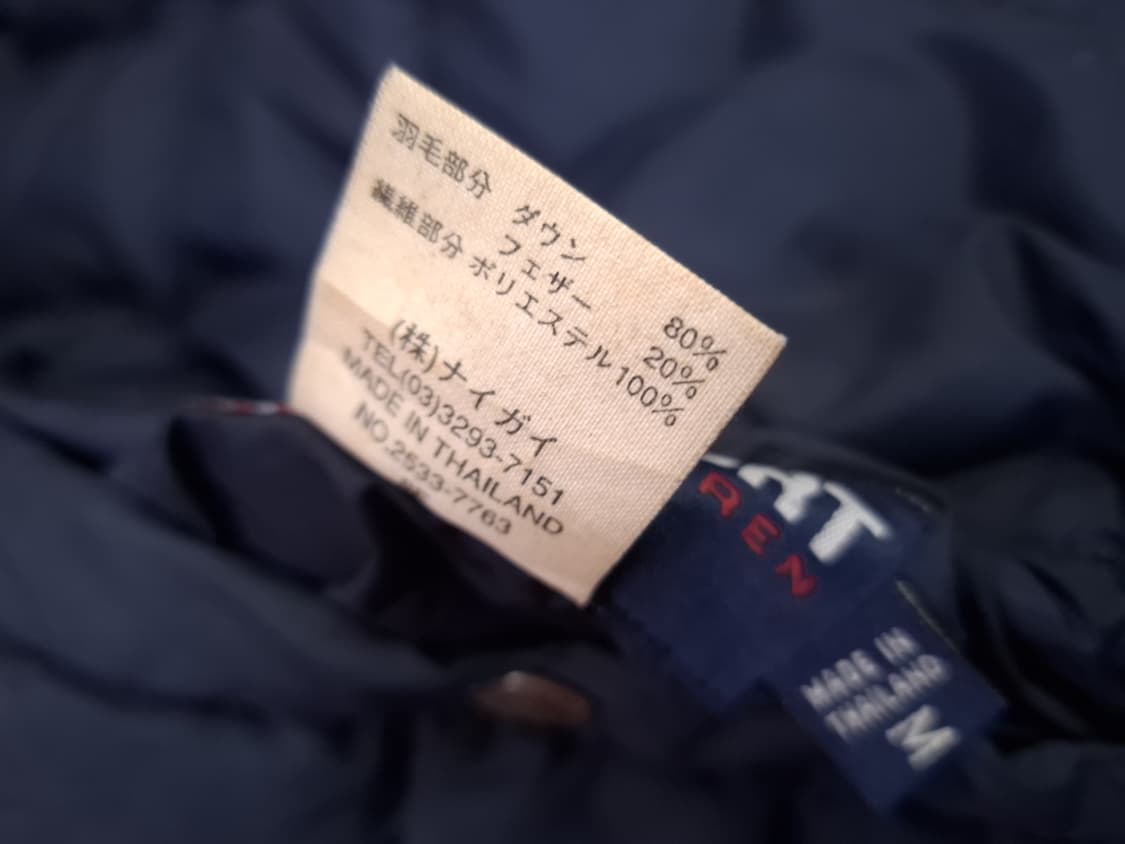 羽毛部分 ダウン 80%
フェザー 20%
繊維部分 ポリエステル 100%
(株)ナイガイ
TEL(03)3293-7151
MADE IN THAILAND
NO.2533-7763
MADE IN
THAILAND
M